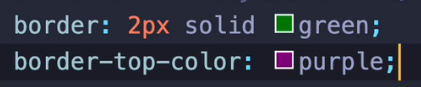 border: 2px solid green;
border-top-color: purple;